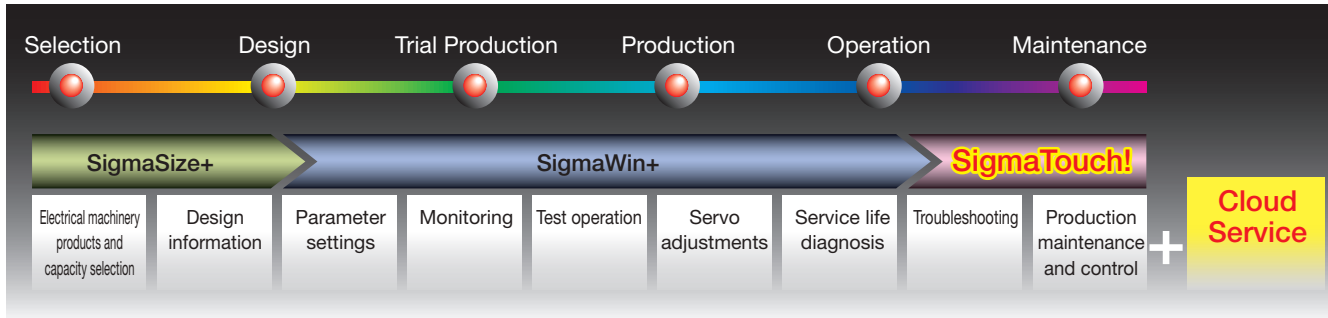 Selection
Design
Trial Production
Production
Operation
Maintenance
SigmaSize+
SigmaWin+
SigmaTouch!
Electrical machinery
products and
capacity selection
Design
information
Parameter
settings
Monitoring
Test operation
Servo
adjustments
Service life
diagnosis
Troubleshooting
Production
maintenance
and control
+
Cloud
Service